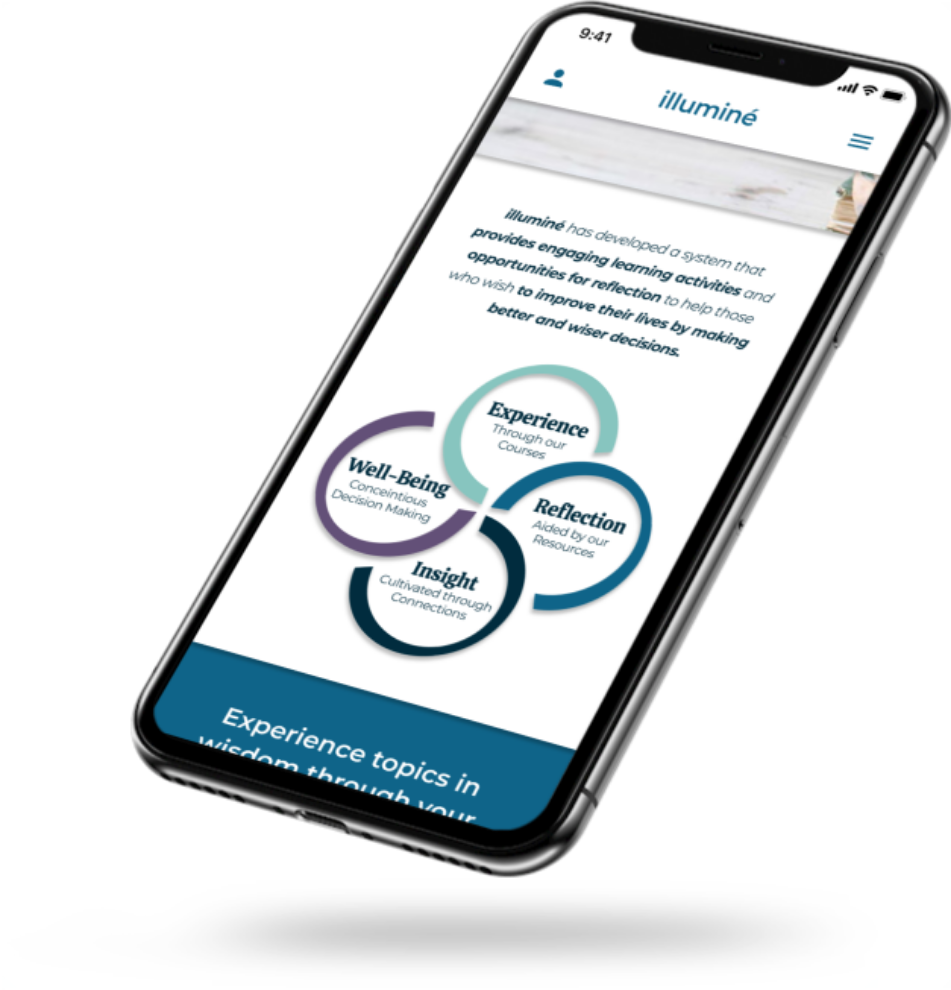 9:41
illuminé
illuminé has developed a system that
provides engaging learning activities and
opportunities for reflection to help those
who wish to improve their lives by making
better and wiser decisions.
Experience
Through our
Courses
Well-Being
Conceintious
Decision Making
Reflection
Aided by our
Resources
Insight
Cultivated through
Connections
Experience topics in
wisdom through your